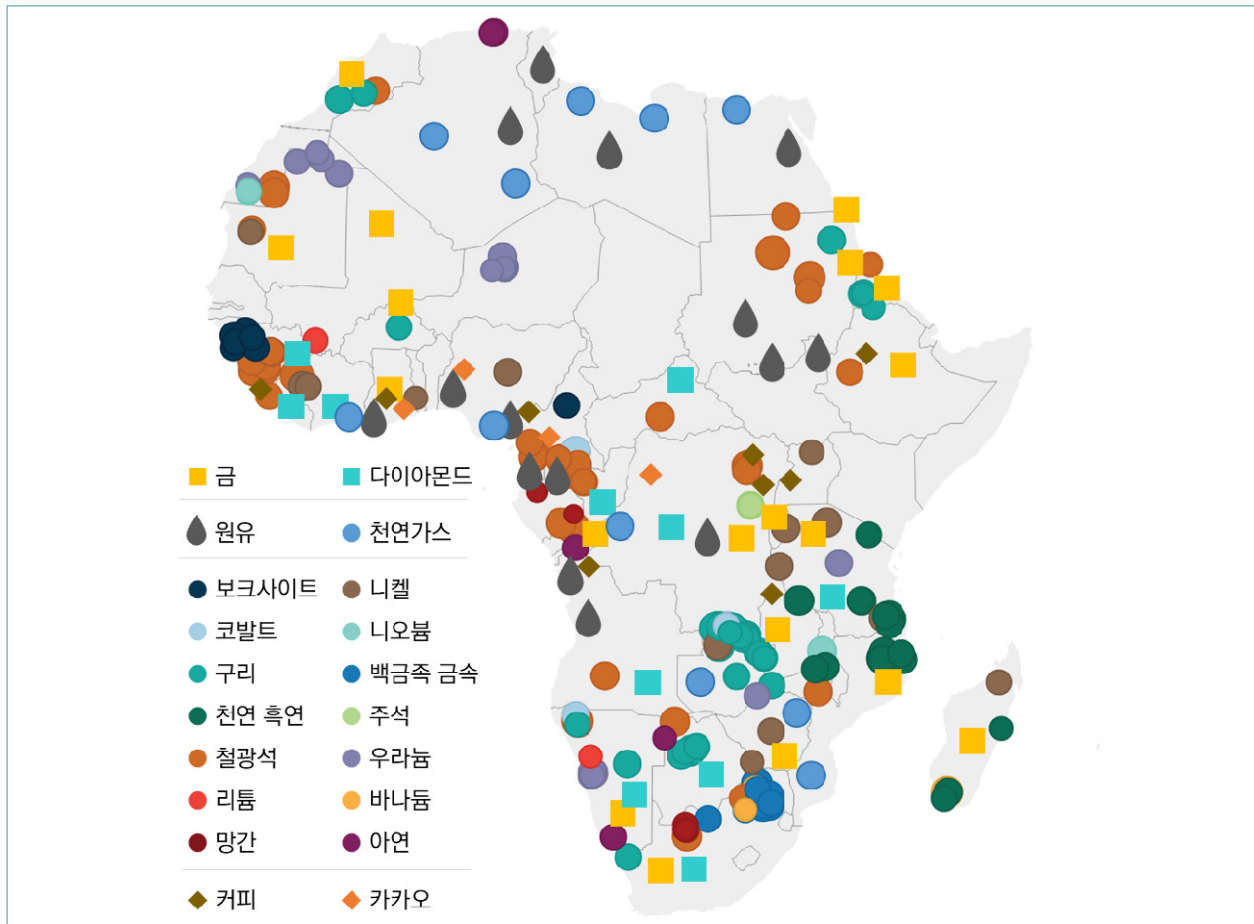 금 다이아몬드
원유 천연가스
보크사이트 니켈
코발트 니오븀
구리 백금족 금속
천연 흑연 주석
철광석 우라늄
리튬 바나듐
망간 아연
커피 카카오